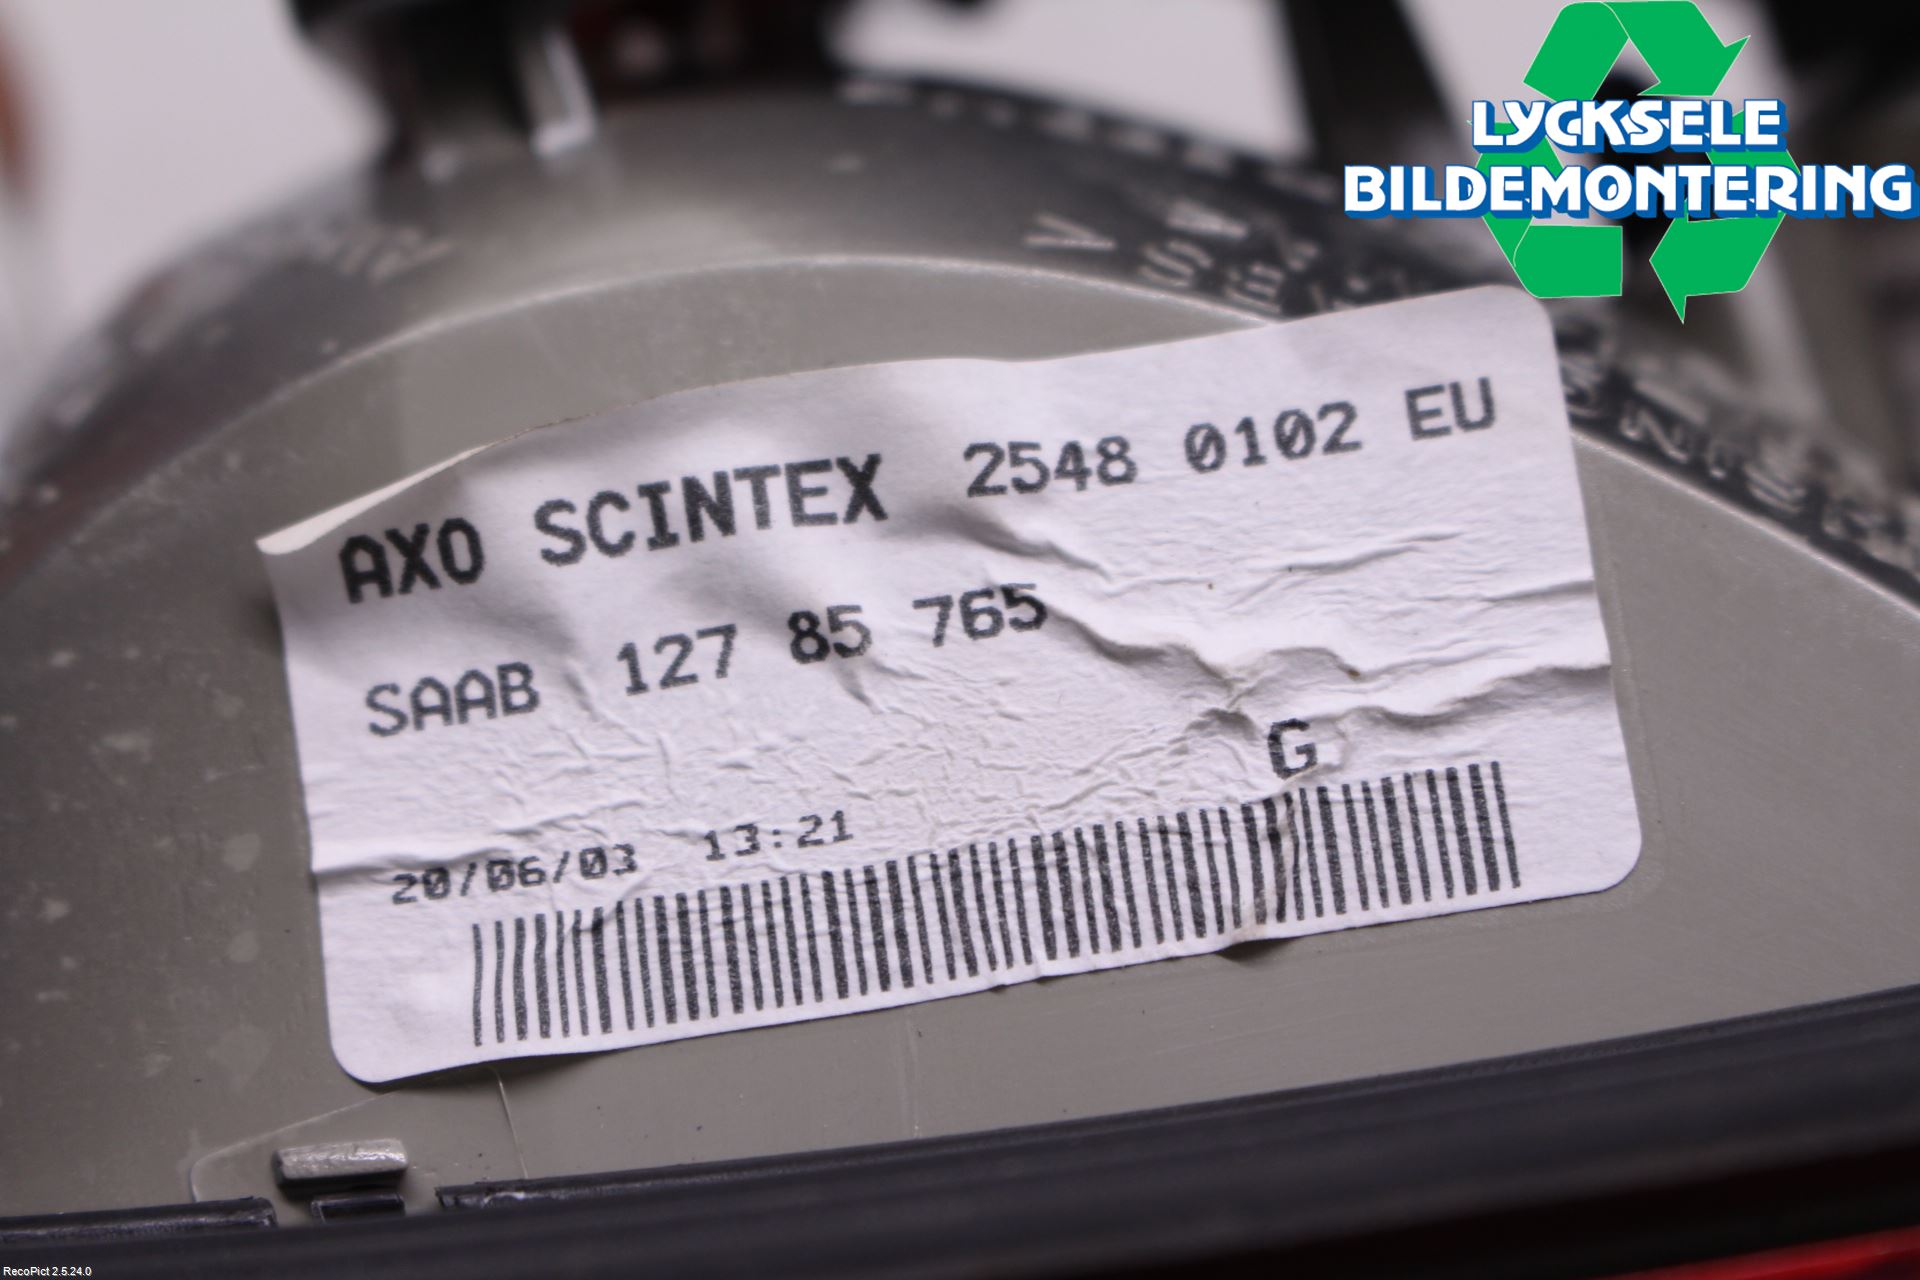 LYCKSELE
BILDEMONTERING
AXO SCINTEX 2548 0102 EU
SAAB 127 85 765
G
20/06/03 13:21
RecoPict 2.5.24.0